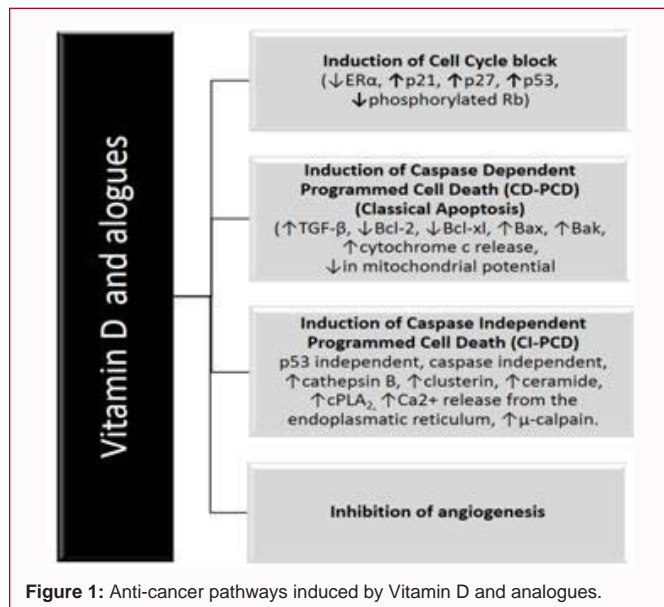 Vitamin D and alogues
Induction of Cell Cycle block
(↓ERα, ↑p21, ↑p27, ↑p53,
↓phosphorylated Rb)
Induction of Caspase Dependent
Programmed Cell Death (CD-PCD)
(Classical Apoptosis)
(↑TGF-β, ↓Bcl-2, ↓Bcl-xl, ↑Bax, ↑Bak,
↑cytochrome c release,
↓in mitochondrial potential
Induction of Caspase Independent
Programmed Cell Death (CI-PCD)
p53 independent, caspase independent,
↑cathepsin B, ↑clusterin, ↑ceramide,
↑cPLA₂, ↑Ca2+ release from the
endoplasmatic reticulum, ↑μ-calpain.
Inhibition of angiogenesis
Figure 1: Anti-cancer pathways induced by Vitamin D and analogues.